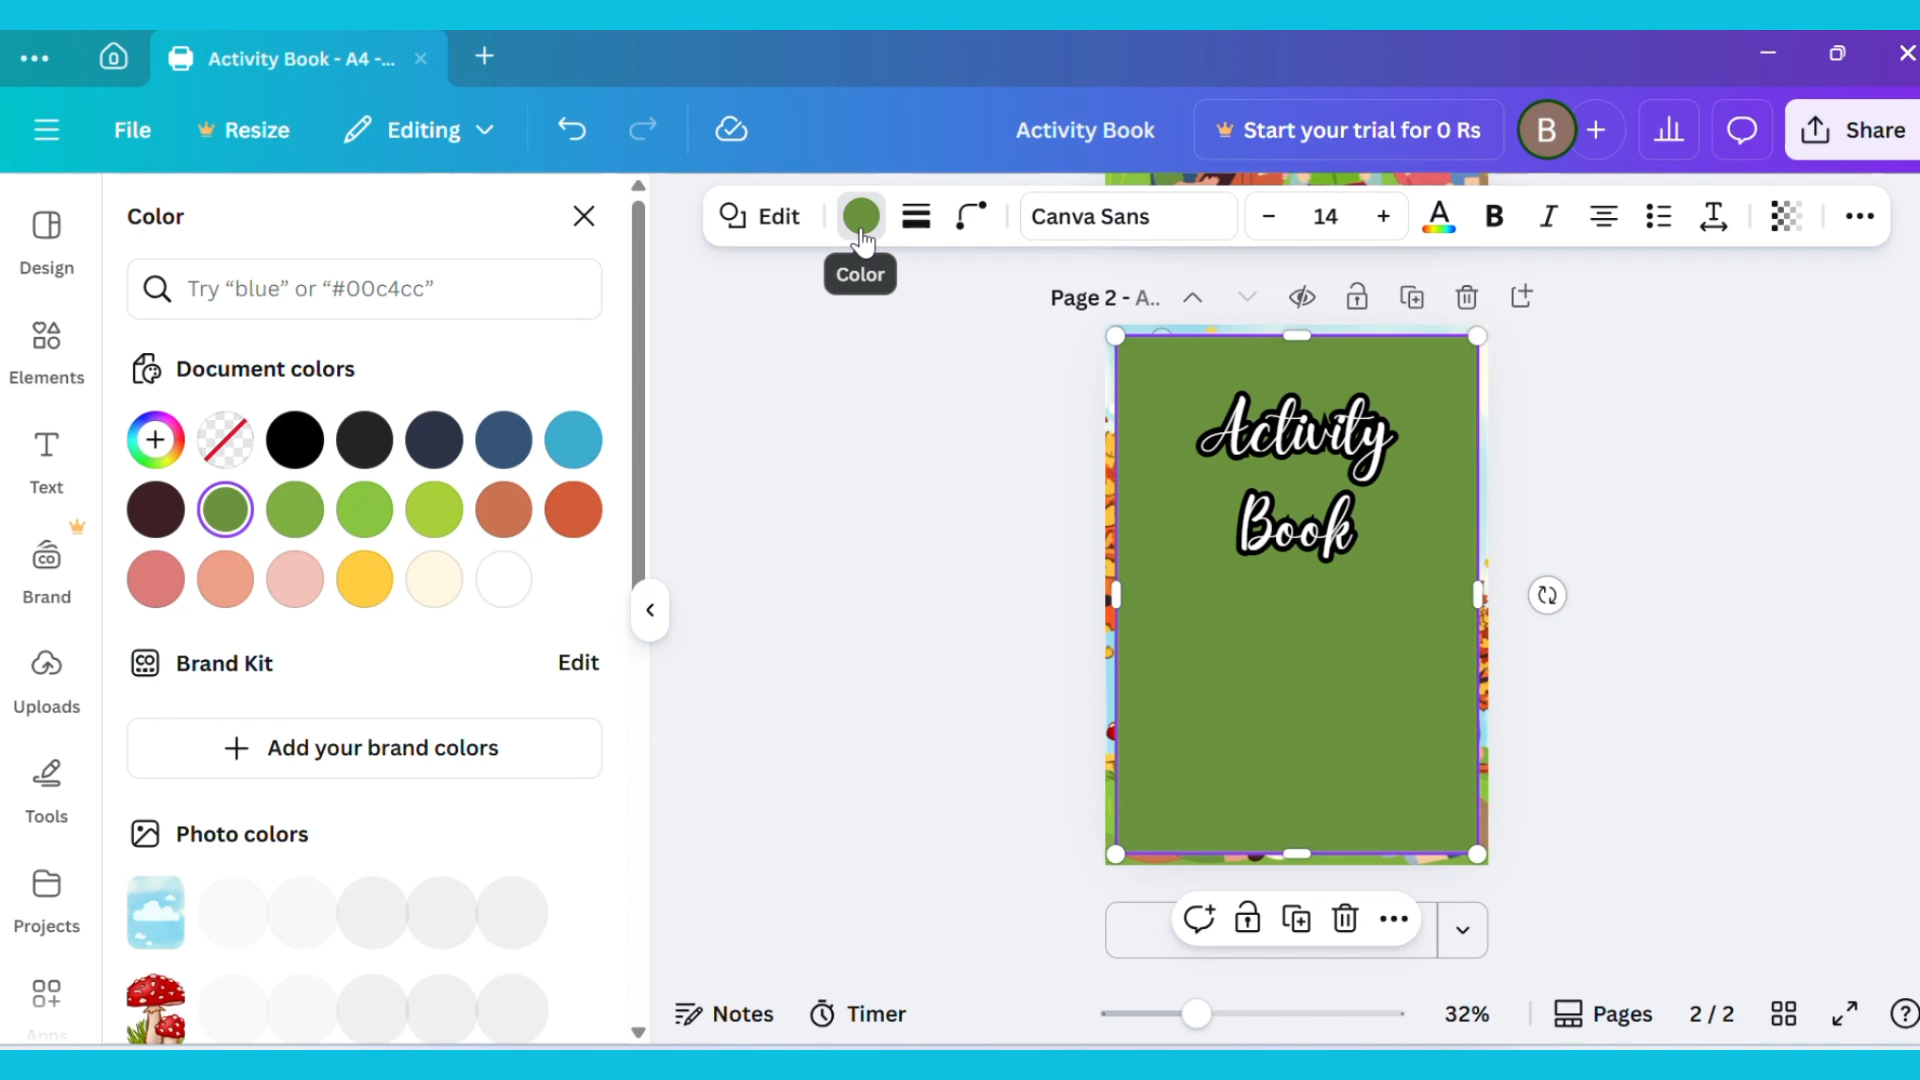 Activity Book - A4 -...
File
Resize
Editing
Activity Book
Start your trial for 0 Rs
B
Share
Design
Elements
Text
Brand
Uploads
Tools
Projects
Apps
Color
Try “blue” or “#00c4cc”
Document colors
Brand Kit
Edit
Add your brand colors
Photo colors
Edit
Canva Sans
14
A
B
I
T
Color
Page 2 - A..
Activity
Book
Notes
Timer
32%
Pages
2 / 2